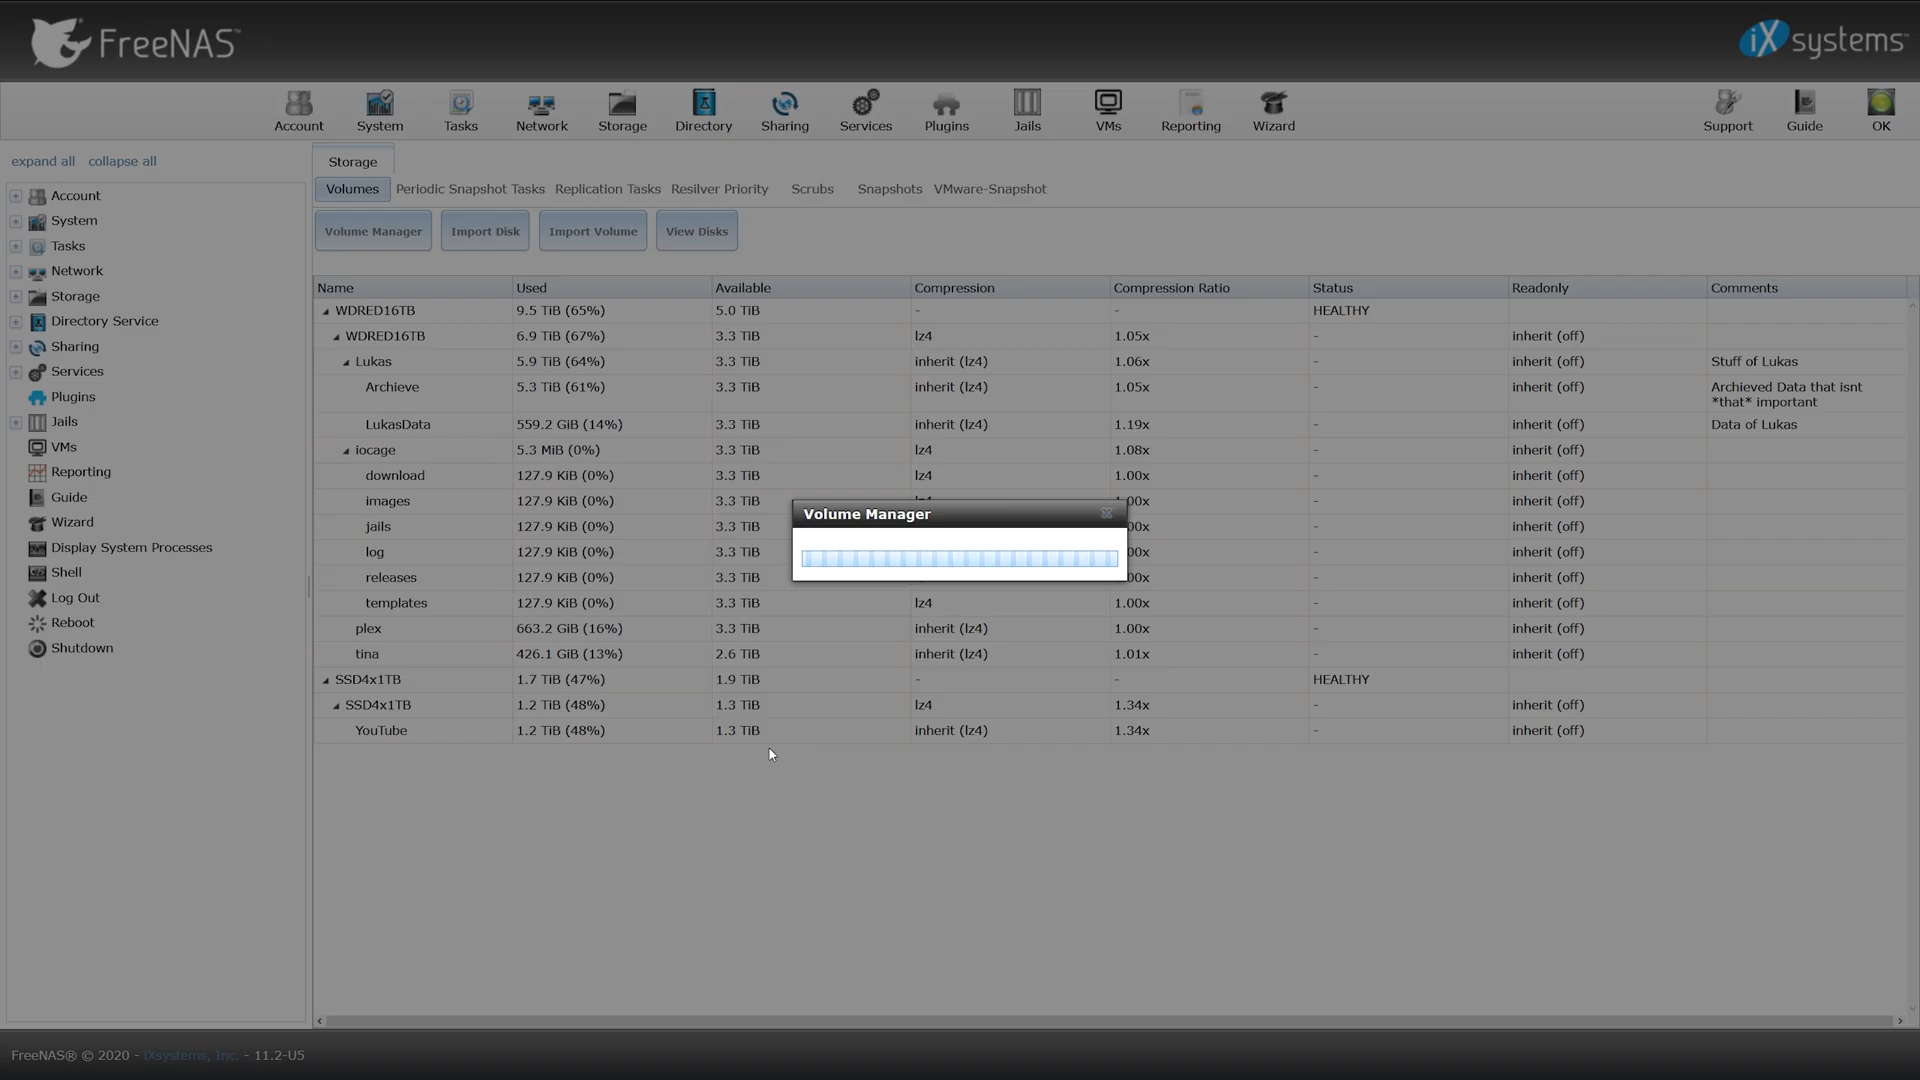 FreeNAS™
iXsystems™
Account System Tasks Network Storage Directory Sharing Services Plugins Jails VMs Reporting Wizard Support Guide OK
expand all collapse all
Account
System
Tasks
Network
Storage
Directory Service
Sharing
Services
Plugins
Jails
VMs
Reporting
Guide
Wizard
Display System Processes
Shell
Log Out
Reboot
Shutdown
Storage
Volumes Periodic Snapshot Tasks Replication Tasks Resilver Priority Scrubs Snapshots VMware-Snapshot
Volume Manager Import Disk Import Volume View Disks
Name Used Available Compression Compression Ratio Status Readonly Comments
WDRED16TB 9.5 TiB (65%) 5.0 TiB - - HEALTHY
WDRED16TB 6.9 TiB (67%) 3.3 TiB lz4 1.05x - inherit (off)
Lukas 5.9 TiB (64%) 3.3 TiB inherit (lz4) 1.06x - inherit (off) Stuff of Lukas
Archieve 5.3 TiB (61%) 3.3 TiB inherit (lz4) 1.05x - inherit (off) Archieved Data that isnt
*that* important
LukasData 559.2 GiB (14%) 3.3 TiB inherit (lz4) 1.19x - inherit (off) Data of Lukas
iocage 5.3 MiB (0%) 3.3 TiB lz4 1.08x - inherit (off)
download 127.9 KiB (0%) 3.3 TiB lz4 1.00x - inherit (off)
images 127.9 KiB (0%) 3.3 TiB 00x - inherit (off)
jails 127.9 KiB (0%) 3.3 TiB 00x - inherit (off)
log 127.9 KiB (0%) 3.3 TiB 00x - inherit (off)
releases 127.9 KiB (0%) 3.3 TiB 00x - inherit (off)
templates 127.9 KiB (0%) 3.3 TiB lz4 1.00x - inherit (off)
plex 663.2 GiB (16%) 3.3 TiB inherit (lz4) 1.00x - inherit (off)
tina 426.1 GiB (13%) 2.6 TiB inherit (lz4) 1.01x - inherit (off)
SSD4x1TB 1.7 TiB (47%) 1.9 TiB - - HEALTHY
SSD4x1TB 1.2 TiB (48%) 1.3 TiB lz4 1.34x - inherit (off)
YouTube 1.2 TiB (48%) 1.3 TiB inherit (lz4) 1.34x - inherit (off)
Volume Manager
FreeNAS® © 2020 - iXsystems, Inc. - 11.2-U5